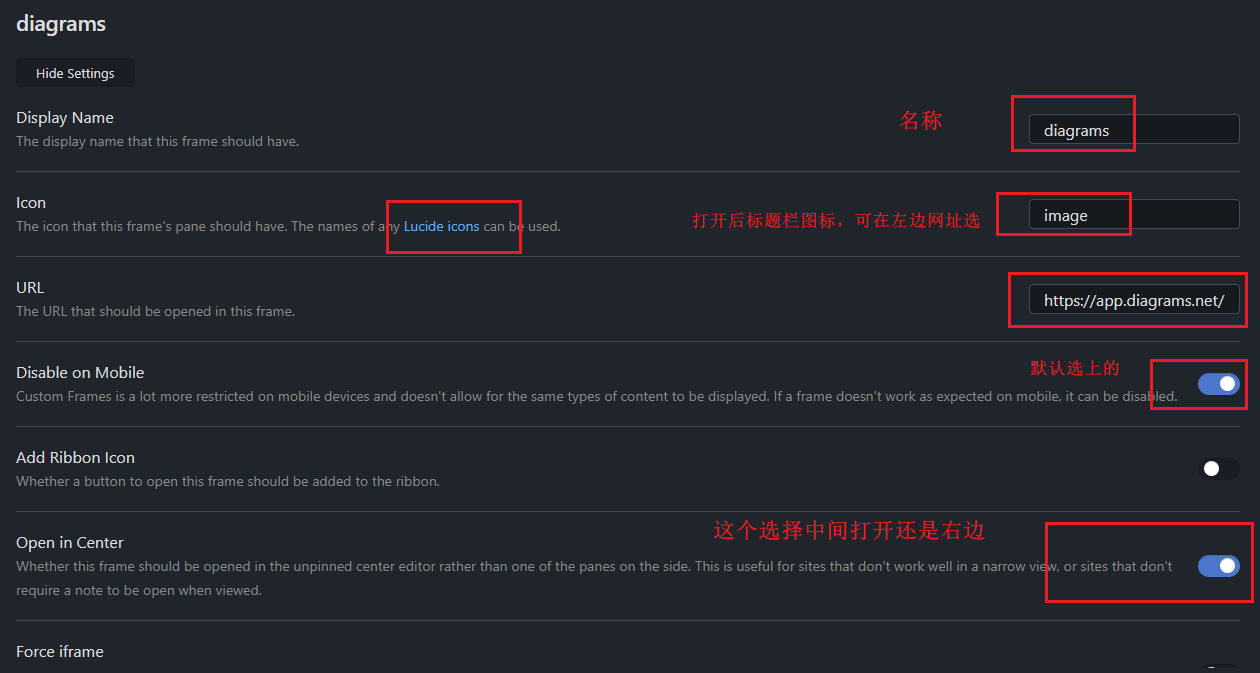 diagrams
Hide Settings
Display Name
The display name that this frame should have.
名称
diagrams
Icon
The icon that this frame's pane should have. The names of any Lucide icons can be used.
打开后标题栏图标，可在左边网址选
image
URL
The URL that should be opened in this frame.
https://app.diagrams.net/
Disable on Mobile
默认选上的
Custom Frames is a lot more restricted on mobile devices and doesn't allow for the same types of content to be displayed. If a frame doesn't work as expected on mobile, it can be disabled.
Add Ribbon Icon
Whether a button to open this frame should be added to the ribbon.
这个选择中间打开还是右边
Open in Center
Whether this frame should be opened in the unpinned center editor rather than one of the panes on the side. This is useful for sites that don't work well in a narrow view, or sites that don't
require a note to be open when viewed.
Force iframe